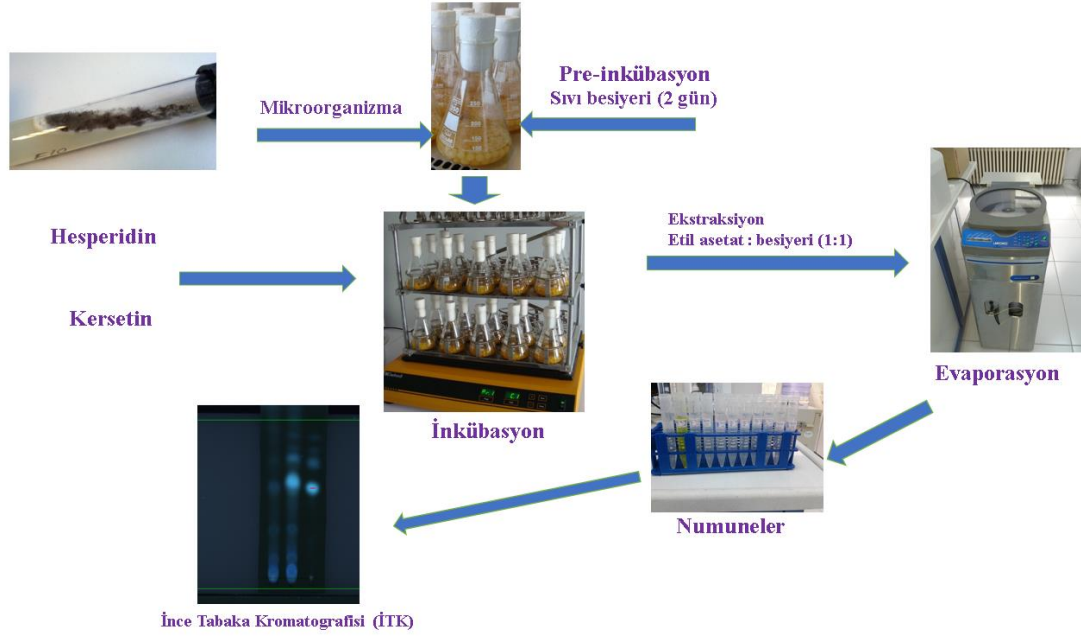 Mikroorganizma
Pre-inkübasyon
Sıvı besiyeri (2 gün)
Hesperidin
Kersetin
Ekstraksiyon
Etil asetat : besiyeri (1:1)
Evaporasyon
İnkübasyon
Numuneler
İnce Tabaka Kromatografisi (İTK)